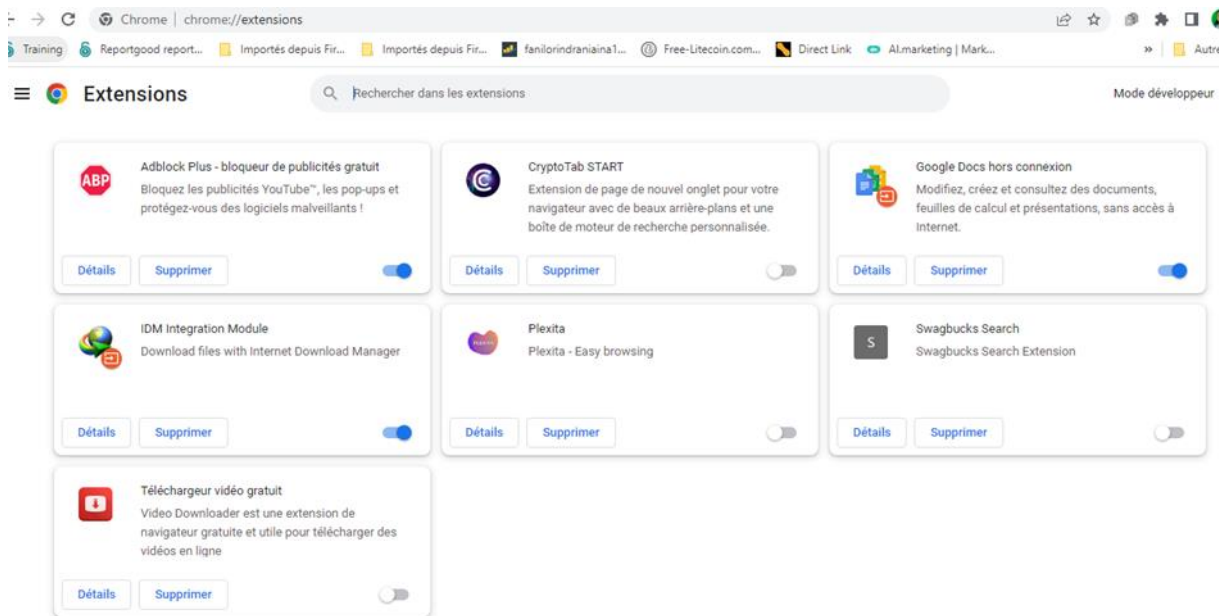 Chrome | chrome://extensions
Training Reportgood report... Importés depuis Fir... Importés depuis Fir... fanilorindraniaina1... Free-Litecoin.com... Direct Link Al.marketing | Mark... » Autre
Extensions Rechercher dans les extensions Mode développeur
ABP
Adblock Plus - bloqueur de publicités gratuit
Bloquez les publicités YouTube™, les pop-ups et
protégez-vous des logiciels malveillants !
Détails Supprimer
CryptoTab START
Extension de page de nouvel onglet pour votre
navigateur avec de beaux arrière-plans et une
boîte de moteur de recherche personnalisée.
Détails Supprimer
Google Docs hors connexion
Modifiez, créez et consultez des documents,
feuilles de calcul et présentations, sans accès à
Internet.
Détails Supprimer
IDM Integration Module
Download files with Internet Download Manager
Détails Supprimer
Plexita
Plexita - Easy browsing
Détails Supprimer
S
Swagbucks Search
Swagbucks Search Extension
Détails Supprimer
Téléchargeur vidéo gratuit
Video Downloader est une extension de
navigateur gratuite et utile pour télécharger des
vidéos en ligne
Détails Supprimer